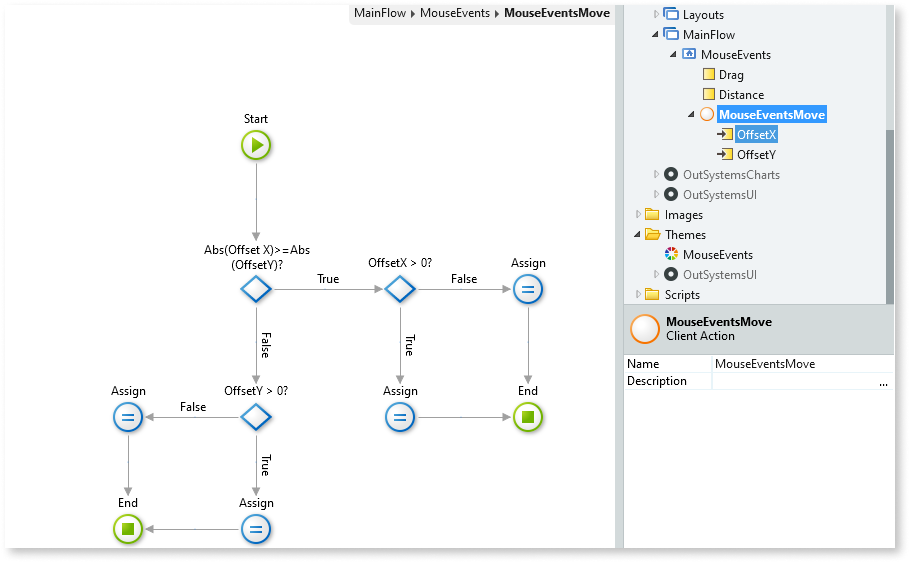 MainFlow ▸ MouseEvents ▸ MouseEventsMove
Start
Abs(Offset X)>=Abs
(OffsetY)?
True
OffsetX > 0?
False
Assign
False
True
Assign
False
OffsetY > 0?
Assign
End
True
End
Assign
Layouts
MainFlow
MouseEvents
Drag
Distance
MouseEventsMove
OffsetX
OffsetY
OutSystemsCharts
OutSystemsUI
Images
Themes
MouseEvents
OutSystemsUI
Scripts
MouseEventsMove
Client Action
Name MouseEventsMove
Description ...